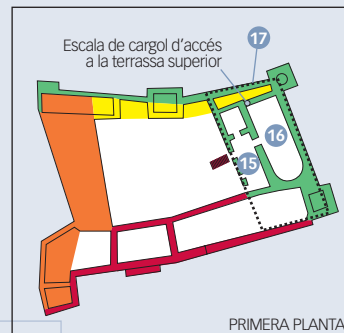 17
Escala de cargol d'accés
a la terrassa superior
16
15
PRIMERA PLANTA